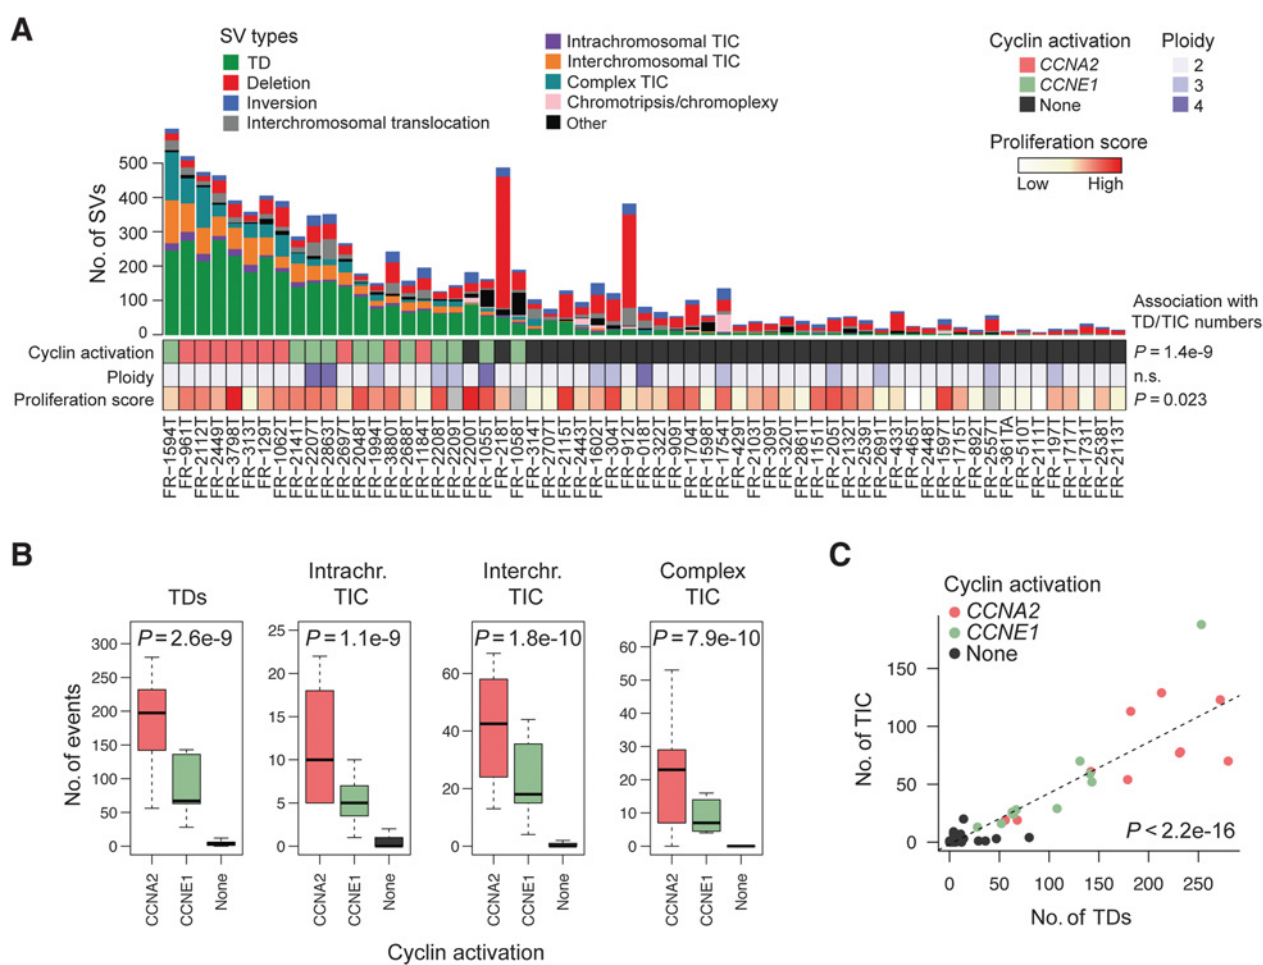 A
SV types
TD
Deletion
Inversion
Interchromosomal translocation
Intrachromosomal TIC
Interchromosomal TIC
Complex TIC
Chromotripsis/chromoplexy
Other
Cyclin activation
CCNA2
CCNE1
None
Ploidy
2
3
4
Proliferation score
Low High
No. of SVs
500
400
300
200
100
0
Association with
TD/TIC numbers
Cyclin activation
P = 1.4e-9
Ploidy
n.s.
Proliferation score
P = 0.023
FR-1594T
FR-961T
FR-2112T
FR-2449T
FR-3798T
FR-313T
FR-129T
FR-1062T
FR-2141T
FR-2207T
FR-2863T
FR-2697T
FR-2048T
FR-1994T
FR-3880T
FR-2688T
FR-1184T
FR-2208T
FR-2209T
FR-2200T
FR-1055T
FR-218T
FR-1058T
FR-314T
FR-2707T
FR-2115T
FR-2443T
FR-1602T
FR-304T
FR-912T
FR-018T
FR-322T
FR-909T
FR-1704T
FR-1598T
FR-1754T
FR-429T
FR-2103T
FR-309T
FR-320T
FR-2861T
FR-1151T
FR-205T
FR-2132T
FR-2539T
FR-2691T
FR-433T
FR-465T
FR-2448T
FR-1597T
FR-1715T
FR-892T
FR-2557T
FR-361TA
FR-510T
FR-2111T
FR-197T
FR-1717T
FR-1731T
FR-2538T
FR-2113T
B
TDs
P = 2.6e-9
No. of events
300
250
200
150
100
50
0
CCNA2
CCNE1
None
Intrachr.
TIC
P = 1.1e-9
25
20
15
10
5
0
CCNA2
CCNE1
None
Interchr.
TIC
P = 1.8e-10
60
40
20
0
CCNA2
CCNE1
None
Complex
TIC
P = 7.9e-10
60
50
40
30
20
10
0
CCNA2
CCNE1
None
Cyclin activation
C
Cyclin activation
CCNA2
CCNE1
None
No. of TIC
150
100
50
0
P < 2.2e-16
0 50 100 150 200 250
No. of TDs